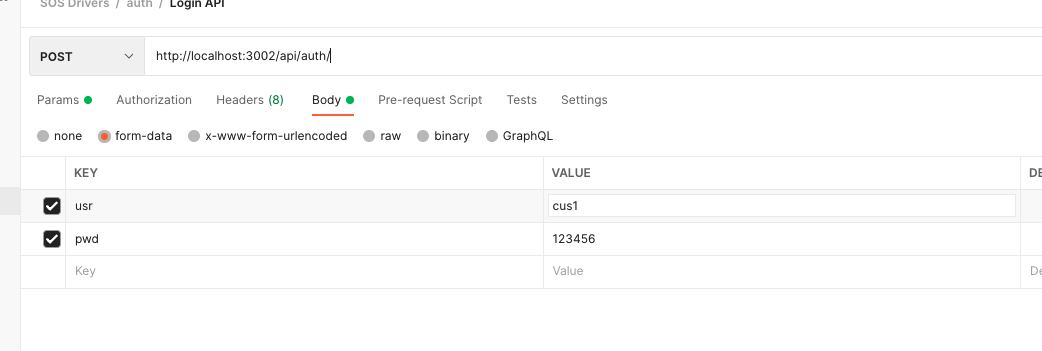 SOS Drivers / auth / Login API
POST http://localhost:3002/api/auth/
Params Authorization Headers (8) Body Pre-request Script Tests Settings
none form-data x-www-form-urlencoded raw binary GraphQL
KEY VALUE DE
usr cus1
pwd 123456
Key Value De